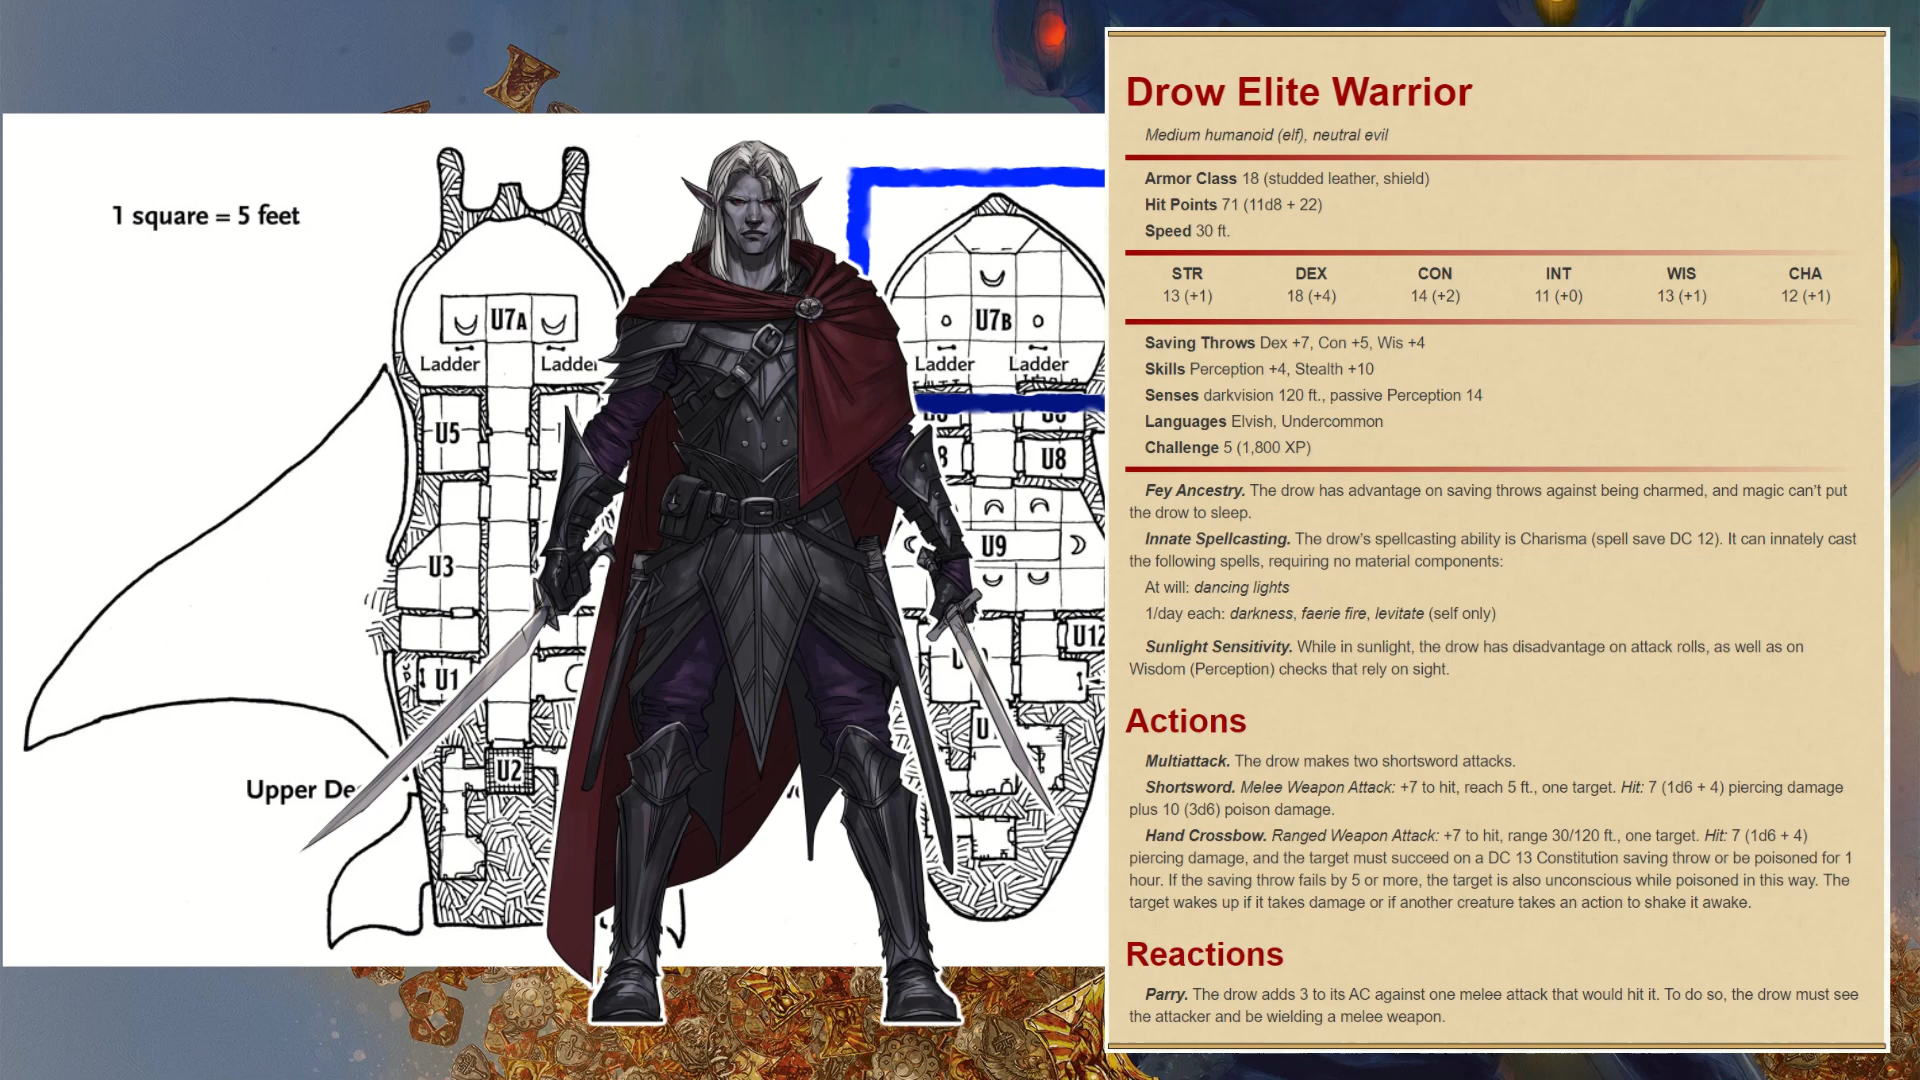 1 square = 5 feet
U7A
Ladder
Ladder
U5
U3
U1
U2
Upper De
U7B
Ladder
Ladder
U8
U9
U12
Drow Elite Warrior
Medium humanoid (elf), neutral evil
Armor Class 18 (studded leather, shield)
Hit Points 71 (11d8 + 22)
Speed 30 ft.
STR DEX CON INT WIS CHA
13 (+1) 18 (+4) 14 (+2) 11 (+0) 13 (+1) 12 (+1)
Saving Throws Dex +7, Con +5, Wis +4
Skills Perception +4, Stealth +10
Senses darkvision 120 ft., passive Perception 14
Languages Elvish, Undercommon
Challenge 5 (1,800 XP)
Fey Ancestry. The drow has advantage on saving throws against being charmed, and magic can't put
the drow to sleep.
Innate Spellcasting. The drow's spellcasting ability is Charisma (spell save DC 12). It can innately cast
the following spells, requiring no material components:
At will: dancing lights
1/day each: darkness, faerie fire, levitate (self only)
Sunlight Sensitivity. While in sunlight, the drow has disadvantage on attack rolls, as well as on
Wisdom (Perception) checks that rely on sight.
Actions
Multiattack. The drow makes two shortsword attacks.
Shortsword. Melee Weapon Attack: +7 to hit, reach 5 ft., one target. Hit: 7 (1d6 + 4) piercing damage
plus 10 (3d6) poison damage.
Hand Crossbow. Ranged Weapon Attack: +7 to hit, range 30/120 ft., one target. Hit: 7 (1d6 + 4)
piercing damage, and the target must succeed on a DC 13 Constitution saving throw or be poisoned for 1
hour. If the saving throw fails by 5 or more, the target is also unconscious while poisoned in this way. The
target wakes up if it takes damage or if another creature takes an action to shake it awake.
Reactions
Parry. The drow adds 3 to its AC against one melee attack that would hit it. To do so, the drow must see
the attacker and be wielding a melee weapon.